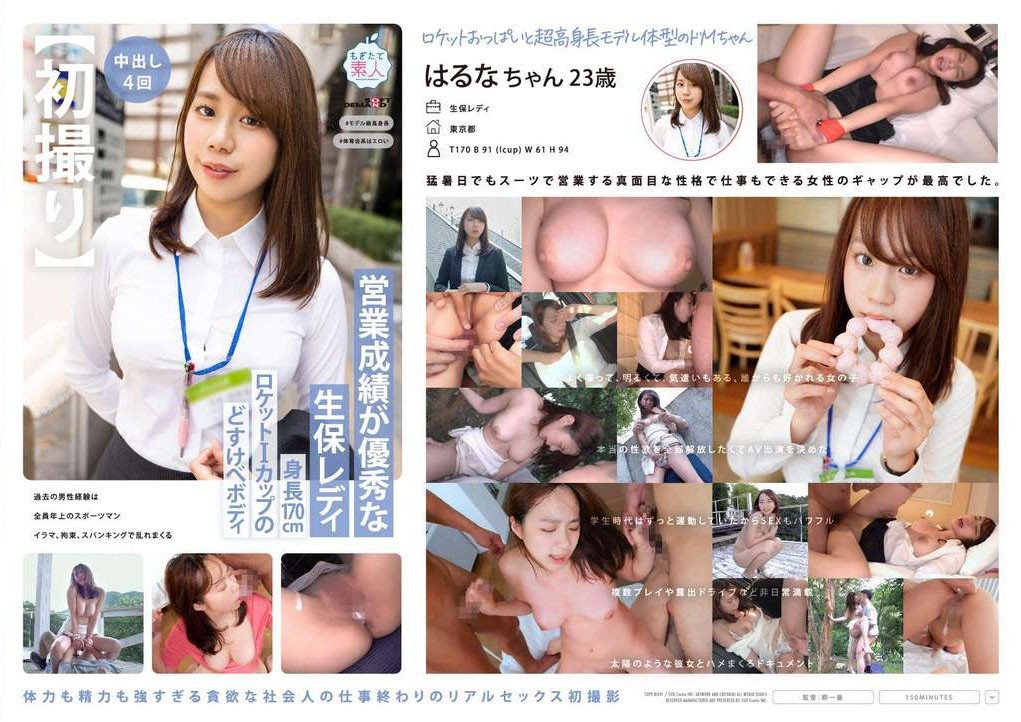 【初撮り】
中出し
4回
もぎたて
素人
#モデル級高身長
#体育会系はエロい
営業成績が優秀な
生保レディ
身長170cm
ロケットIカップの
どすけべボディ
過去の男性経験は
全員年上のスポーツマン
イラマ、拘束、スパンキングで乱れまくる
ロケットおっぱいと超高身長モデル体型のドMちゃん
はるなちゃん 23歳
生保レディ
東京都
T170 B 91 (Icup) W 61 H 94
猛暑日でもスーツで営業する真面目な性格で仕事もできる女性のギャップが最高でした。
よく喋って、明るくて、気遣いもある、誰からも好かれる女の子
本当の性欲を全部解放したくてAV出演を決めた
学生時代はずっと運動していたからSEXもパワフル
複数プレイや露出ドライブなど非日常満載
太陽のような彼女とハメまくるドキュメント
体力も精力も強すぎる貪欲な社会人の仕事終わりのリアルセックス初撮影
150MINUTES